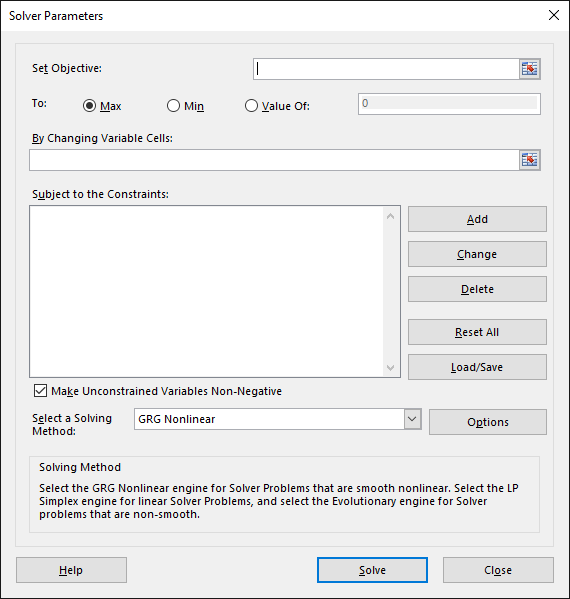 Solver Parameters
Set Objective:
To: Max Min Value Of: 0
By Changing Variable Cells:
Subject to the Constraints:
Add
Change
Delete
Reset All
Load/Save
Make Unconstrained Variables Non-Negative
Select a Solving
Method:
GRG Nonlinear
Options
Solving Method
Select the GRG Nonlinear engine for Solver Problems that are smooth nonlinear. Select the LP
Simplex engine for linear Solver Problems, and select the Evolutionary engine for Solver
problems that are non-smooth.
Help Solve Close